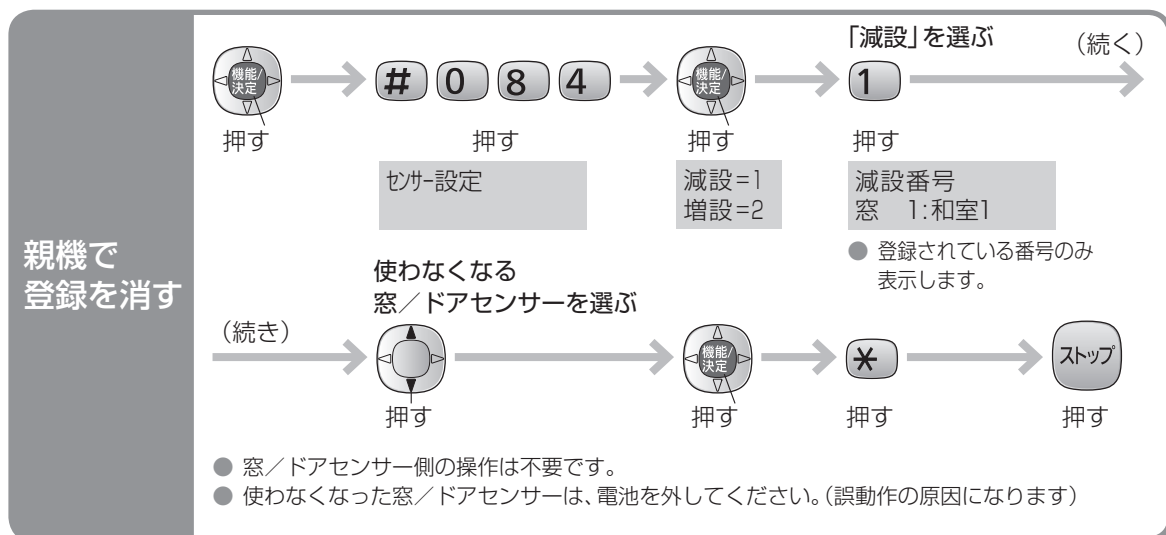 親機で
登録を消す
「減設」を選ぶ
(続く)
機能/
決定
# 0 8 4
機能/
決定
1
押す
押す
押す
押す
センサー設定
減設=1
増設=2
減設番号
窓 1:和室1
● 登録されている番号のみ
表示します。
使わなくなる
窓/ドアセンサーを選ぶ
(続き)
機能/
決定
*
ストップ
押す
押す
押す
押す
● 窓/ドアセンサー側の操作は不要です。
● 使わなくなった窓/ドアセンサーは、電池を外してください。(誤動作の原因になります)